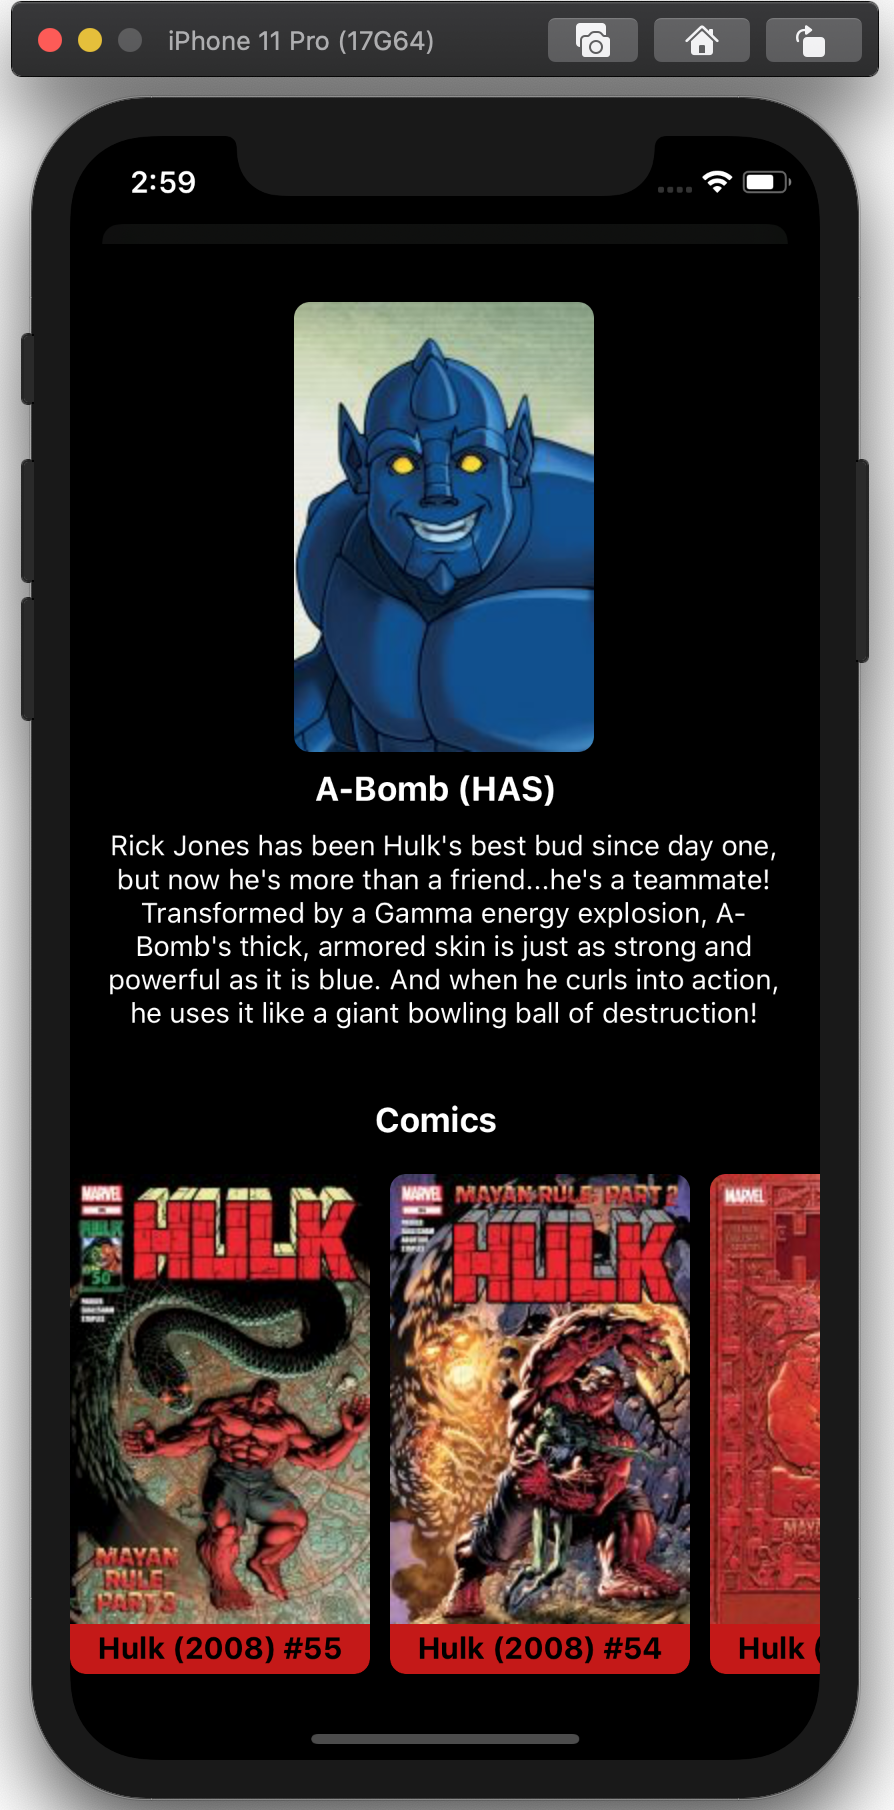 iPhone 11 Pro (17G64)
2:59
A-Bomb (HAS)
Rick Jones has been Hulk's best bud since day one,
but now he's more than a friend...he's a teammate!
Transformed by a Gamma energy explosion, A-
Bomb's thick, armored skin is just as strong and
powerful as it is blue. And when he curls into action,
he uses it like a giant bowling ball of destruction!
Comics
MARVEL
HULK
HULK
50
MAYAN
RULE
PART 3
Hulk (2008) #55
MARVEL
MAYAN RULE: PART 2
HULK
Hulk (2008) #54
MARVEL
H
Hulk (